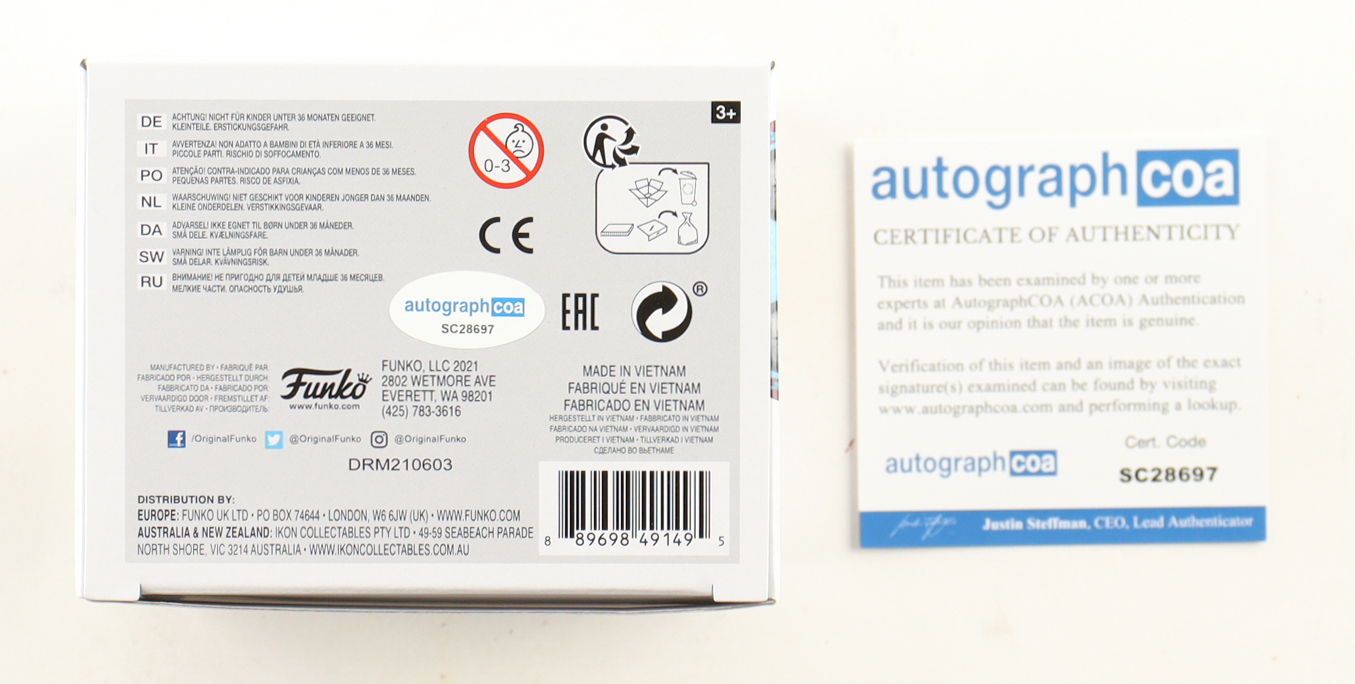 3+
DE ACHTUNG! NICHT FÜR KINDER UNTER 36 MONATEN GEEIGNET.
KLEINTEILE. ERSTICKUNGSGEFAHR.
IT AVVERTENZA! NON ADATTO A BAMBINI DI ETÀ INFERIORE A 36 MESI.
PICCOLE PARTI. RISCHIO DI SOFFOCAMENTO.
PO ATENÇÃO! CONTRA-INDICADO PARA CRIANÇAS COM MENOS DE 36 MESES.
PEQUENAS PARTES. RISCO DE ASFIXIA.
NL WAARSCHUWING! NIET GESCHIKT VOOR KINDEREN JONGER DAN 36 MAANDEN.
KLEINE ONDERDELEN. VERSTIKKINGSGEVAAR.
DA ADVARSEL! IKKE EGNET TIL BØRN UNDER 36 MÅNEDER.
SMÅ DELE. KVÆLNINGSFARE.
SW VARNING! INTE LÄMPLIG FÖR BARN UNDER 36 MÅNADER.
SMÅ DELAR. KVÄVNINGSRISK.
RU ВНИМАНИЕ! НЕ ПРИГОДНО ДЛЯ ДЕТЕЙ МЛАДШЕ 36 МЕСЯЦЕВ.
МЕЛКИЕ ЧАСТИ. ОПАСНОСТЬ УДУШЬЯ.
0-3
CE
autographcoa
SC28697
EAC
®
MANUFACTURED BY • FABRIQUÉ PAR:
FABRICADO POR • HERGESTELLT DURCH:
FABBRICATO DA • FABRICADO POR:
VERVAARDIGD DOOR • FREMSTILLET AF:
TILLVERKAD AV • ПРОИЗВОДИТЕЛЬ:
Funko
www.funko.com
FUNKO, LLC 2021
2802 WETMORE AVE
EVERETT, WA 98201
(425) 783-3616
MADE IN VIETNAM
FABRIQUÉ EN VIETNAM
FABRICADO EN VIETNAM
HERGESTELLT IN VIETNAM • FABBRICATO IN VIETNAM
FABRICADO NA VIETNAM • VERVAARDIGD IN VIETNAM
PRODUCERET I VIETNAM • TILLVERKAD I VIETNAM
СДЕЛАНО ВО ВЬЕТНАМЕ
/OriginalFunko @OriginalFunko @OriginalFunko
DRM210603
DISTRIBUTION BY:
EUROPE: FUNKO UK LTD • PO BOX 74644 • LONDON, W6 6JW (UK) • WWW.FUNKO.COM
AUSTRALIA & NEW ZEALAND: IKON COLLECTABLES PTY LTD • 49-59 SEABEACH PARADE
NORTH SHORE, VIC 3214 AUSTRALIA • WWW.IKONCOLLECTABLES.COM.AU
8 89698 49149 5
autographcoa
CERTIFICATE OF AUTHENTICITY
This item has been examined by one or more
experts at AutographCOA (ACOA) Authentication
and it is our opinion that the item is genuine.
Verification of this item and an image of the exact
signature(s) examined can be found by visiting
www.autographcoa.com and performing a lookup.
autographcoa
Cert. Code
SC28697
Justin Steffman, CEO, Lead Authenticator